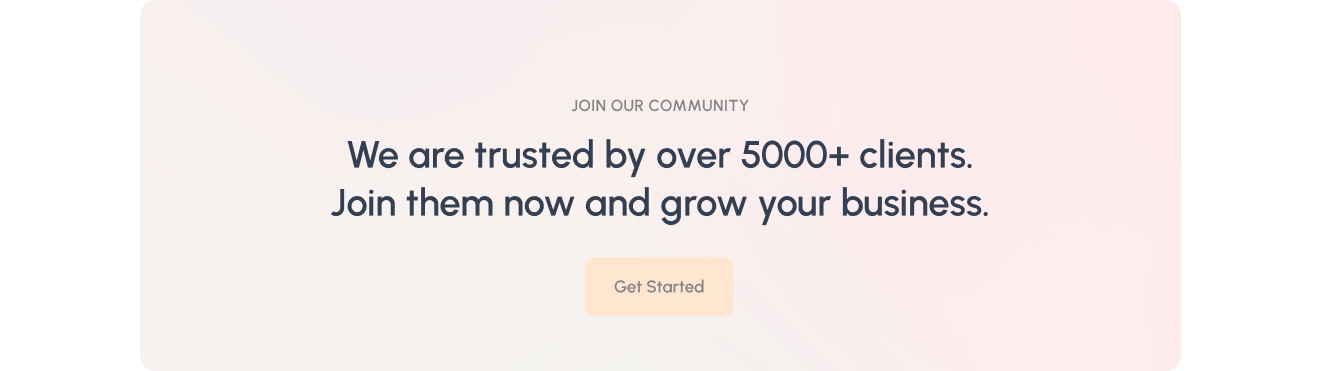 JOIN OUR COMMUNITY
We are trusted by over 5000+ clients.
Join them now and grow your business.
Get Started